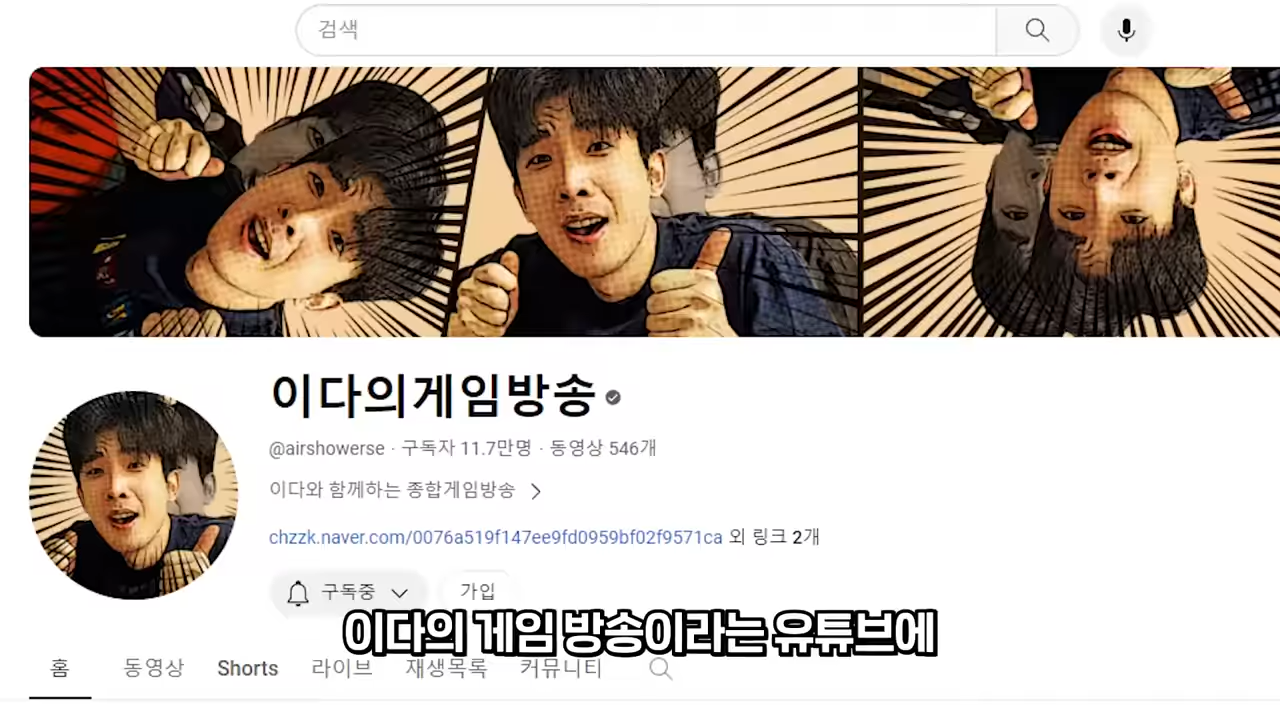 검색
이다의게임방송
@airshowerse · 구독자 11.7만명 · 동영상 546개
이다와 함께하는 종합게임방송
chzzk.naver.com/0076a519f147ee9fd0959bf02f9571ca 외 링크 2개
구독중 가입
이다의 게임 방송이라는 유튜브에
홈 동영상 Shorts 라이브 재생목록 커뮤니티